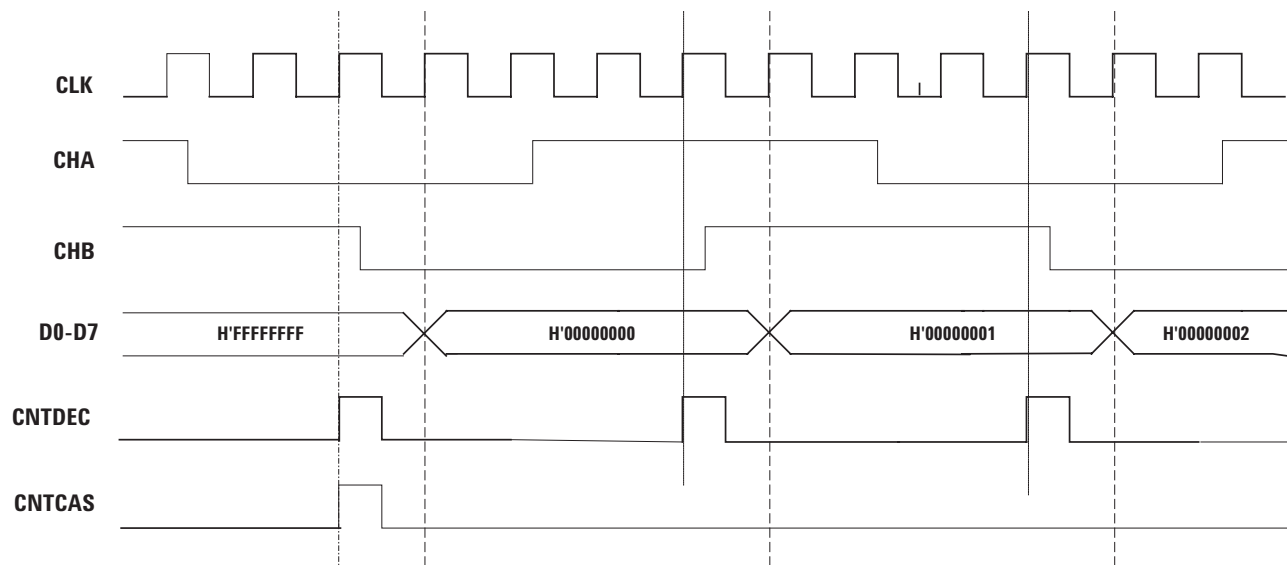 CLK
CHA
CHB
D0-D7 H'FFFFFFFF H'00000000 H'00000001 H'00000002
CNTDEC
CNTCAS